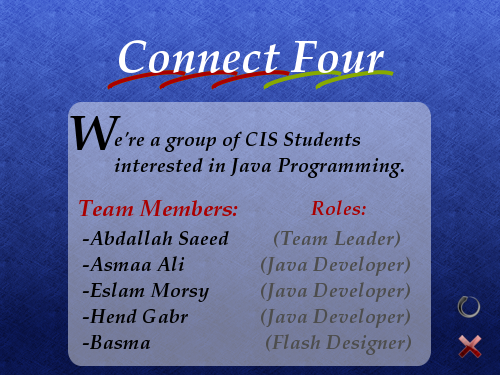 Connect Four
We're a group of CIS Students
interested in Java Programming.
Team Members: Roles:
-Abdallah Saeed (Team Leader)
-Asmaa Ali (Java Developer)
-Eslam Morsy (Java Developer)
-Hend Gabr (Java Developer)
-Basma (Flash Designer)